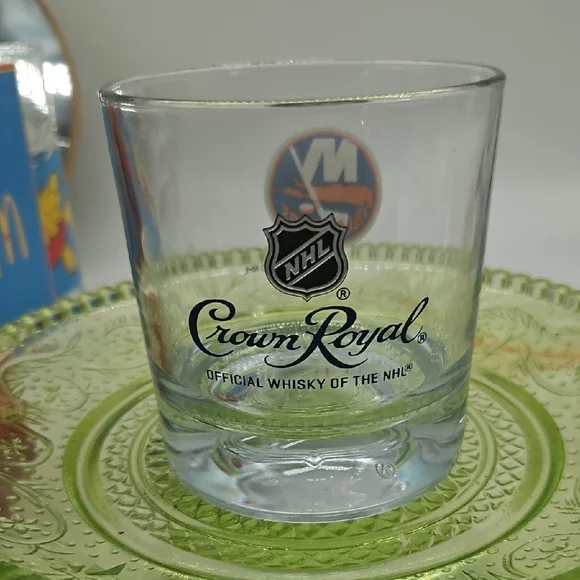 NHL
®
Crown Royal®
OFFICIAL WHISKY OF THE NHL®